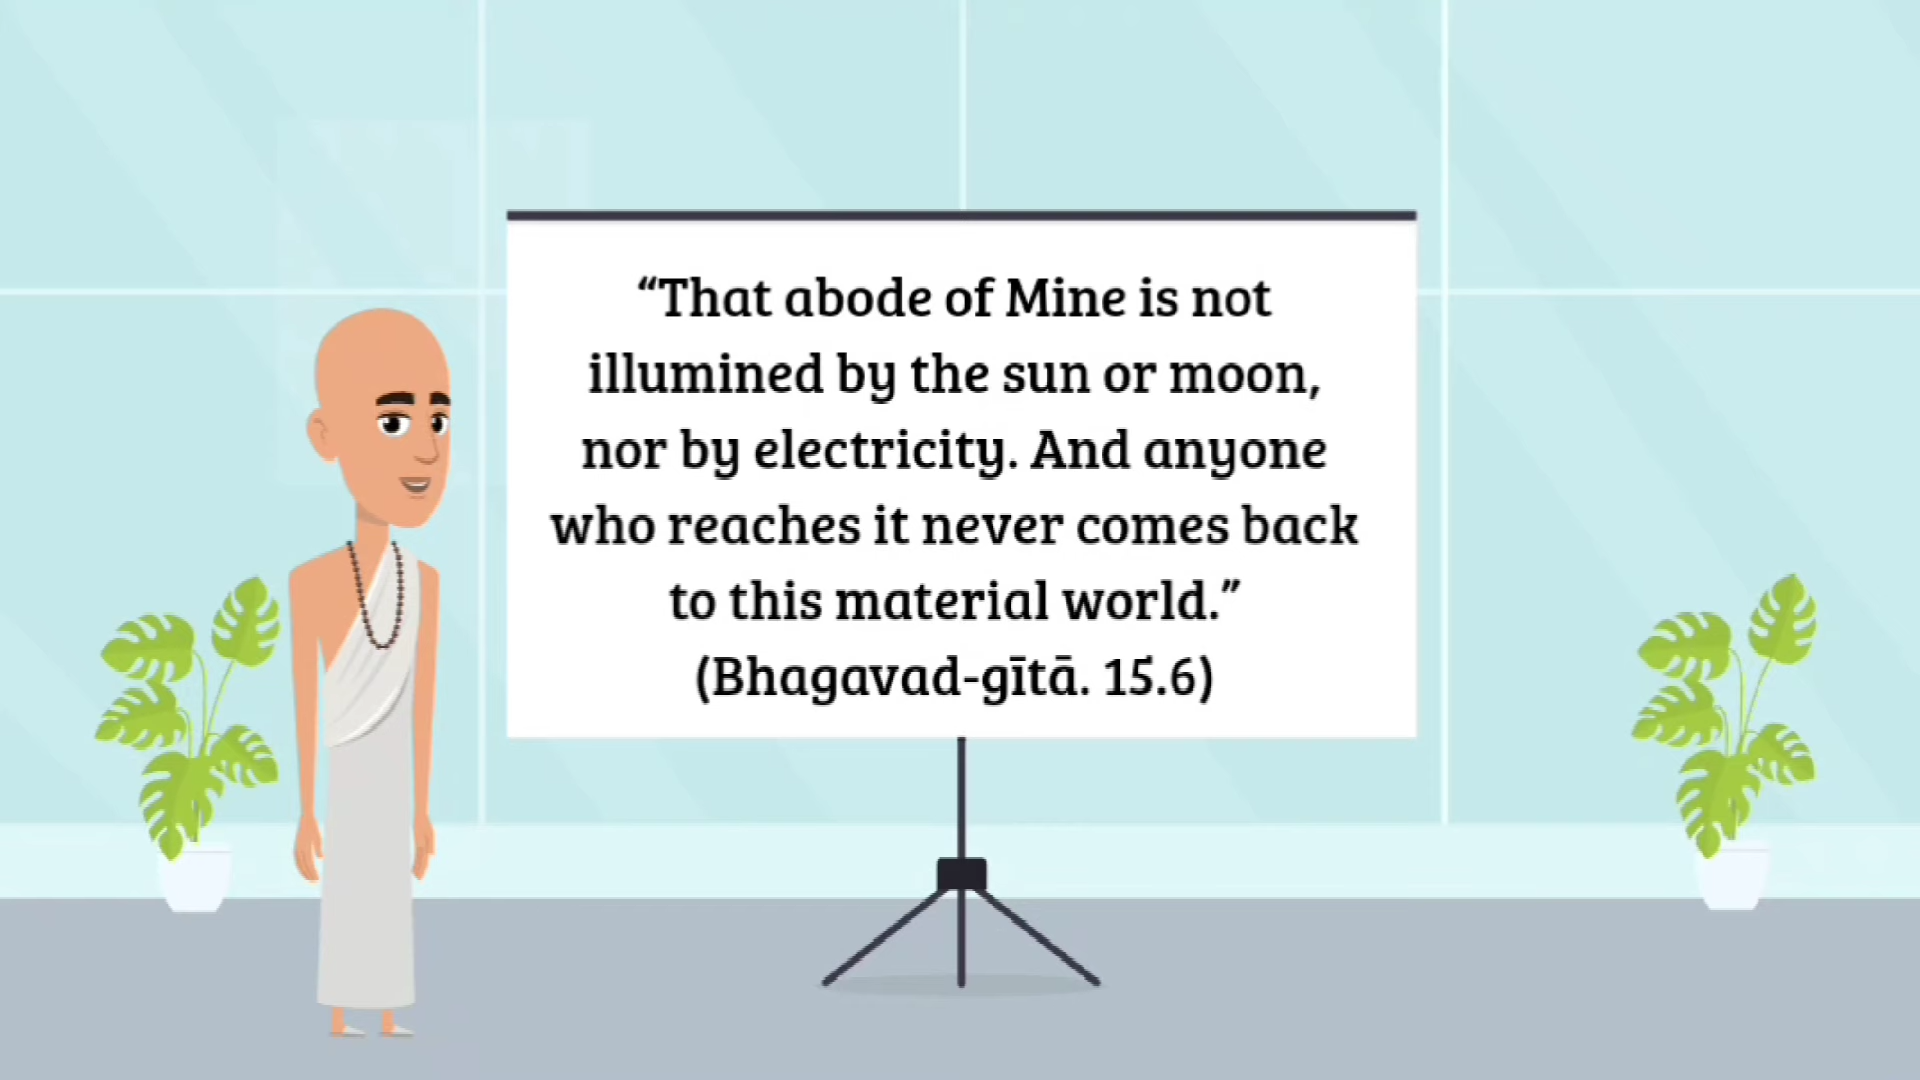 “That abode of Mine is not
illumined by the sun or moon,
nor by electricity. And anyone
who reaches it never comes back
to this material world.”
(Bhagavad-gītā. 15.6)